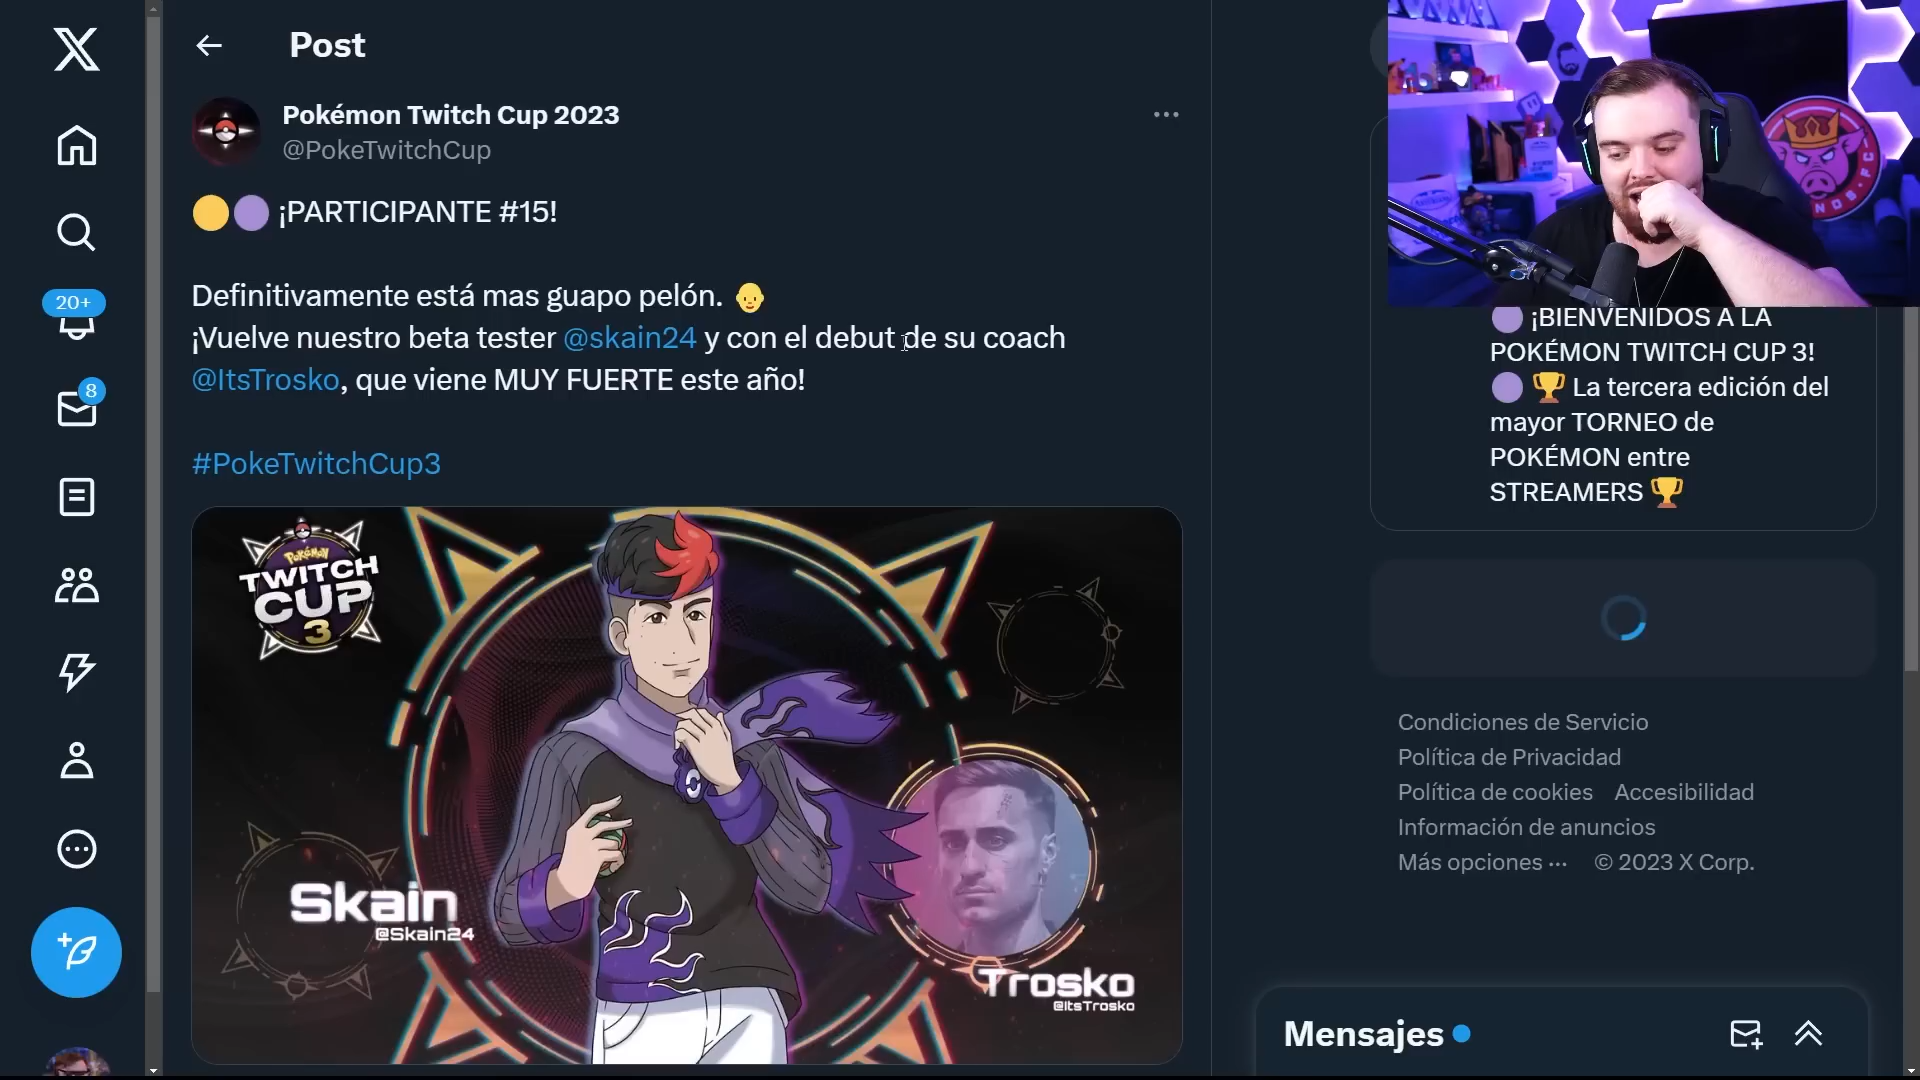 Post
Pokémon Twitch Cup 2023
@PokeTwitchCup
¡PARTICIPANTE #15!
Definitivamente está mas guapo pelón.
¡Vuelve nuestro beta tester @skain24 y con el debut de su coach
@ItsTrosko, que viene MUY FUERTE este año!
#PokeTwitchCup3
Pokémon
TWITCH
CUP
3
Skain
@Skain24
Trosko
@ItsTrosko
20+
8
¡BIENVENIDOS A LA
POKÉMON TWITCH CUP 3!
La tercera edición del
mayor TORNEO de
POKÉMON entre
STREAMERS
Condiciones de Servicio
Política de Privacidad
Política de cookies Accesibilidad
Información de anuncios
Más opciones ··· © 2023 X Corp.
Mensajes